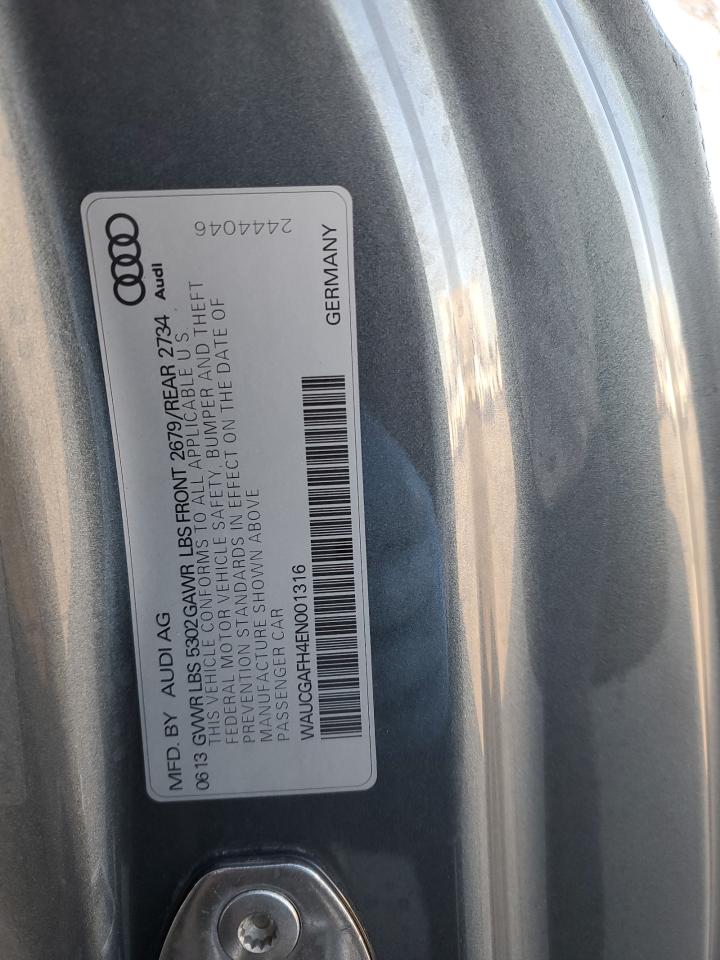 MFD. BY AUDI AG
Audi
0613 GVWR LBS 5302 GAWR LBS FRONT 2679/REAR 2734
THIS VEHICLE CONFORMS TO ALL APPLICABLE U.S.
FEDERAL MOTOR VEHICLE SAFETY, BUMPER AND THEFT
PREVENTION STANDARDS IN EFFECT ON THE DATE OF
MANUFACTURE SHOWN ABOVE
PASSENGER CAR
2444046
WAUCGAFH4EN001316
GERMANY